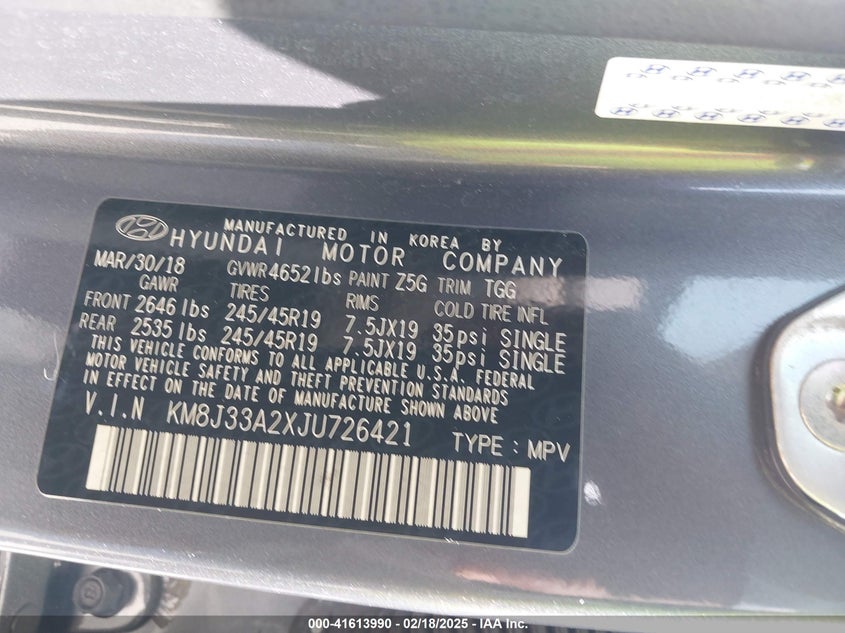 MANUFACTURED IN KOREA BY
HYUNDAI MOTOR COMPANY
MAR/30/18 GVWR 4652 lbs PAINT Z5G TRIM TGG
GAWR TIRES RIMS COLD TIRE INFL
FRONT 2646 lbs 245/45R19 7.5JX19 35psi SINGLE
REAR 2535 lbs 245/45R19 7.5JX19 35psi SINGLE
THIS VEHICLE CONFORMS TO ALL APPLICABLE U.S.A. FEDERAL
MOTOR VEHICLE SAFETY AND THEFT PREVENTION STANDARDS
IN EFFECT ON THE DATE OF MANUFACTURE SHOWN ABOVE.
V.I.N KM8J33A2XJU726421 TYPE : MPV
000-41613990 - 02/18/2025 - IAA, Inc.